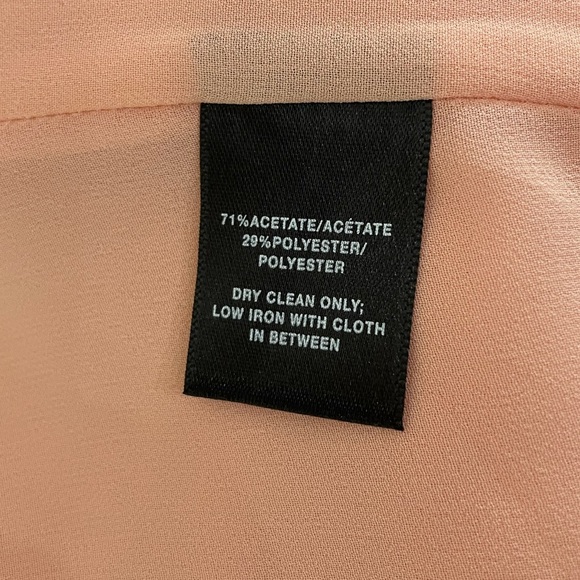 71%ACETATE/ACÉTATE
29%POLYESTER/
POLYESTER
DRY CLEAN ONLY;
LOW IRON WITH CLOTH
IN BETWEEN